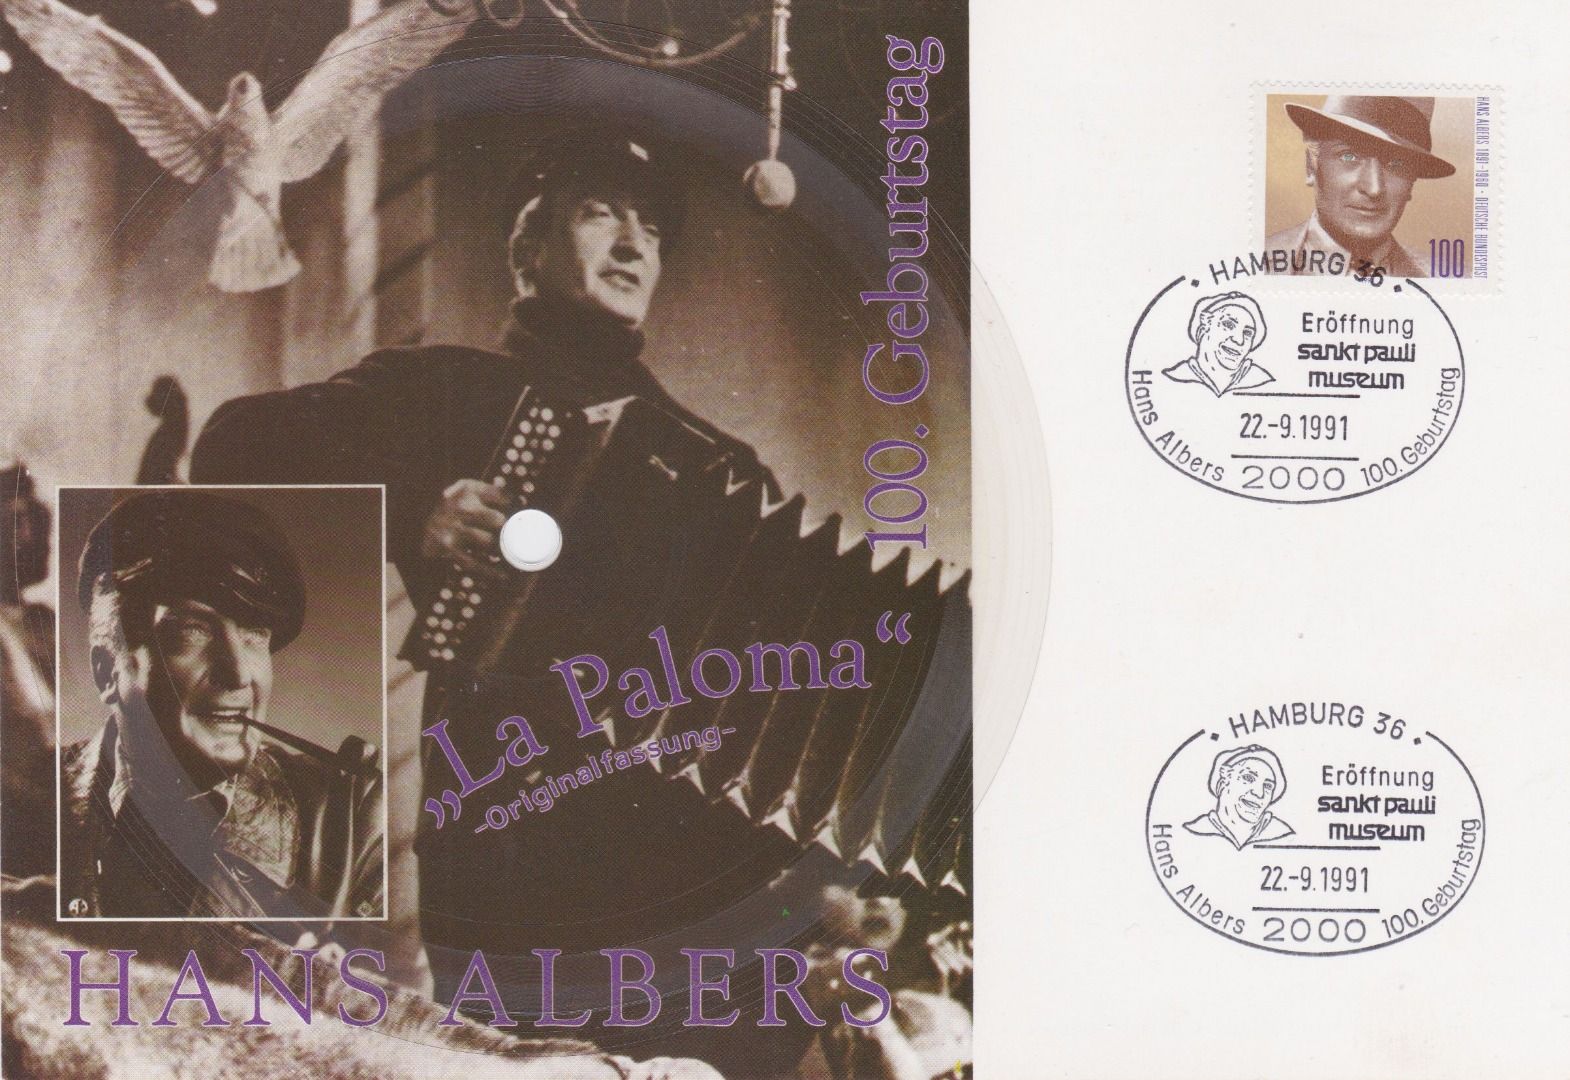 100. Geburtstag
„La Paloma“
-Originalfassung-
HANS ALBERS
HANS ALBERS 1891-1960 · DEUTSCHE BUNDESPOST
100
HAMBURG 36
Eröffnung
sankt pauli
museum
22.-9.1991
2000
Hans Albers 100. Geburtstag
HAMBURG 36
Eröffnung
sankt pauli
museum
22.-9.1991
2000
Hans Albers 100. Geburtstag